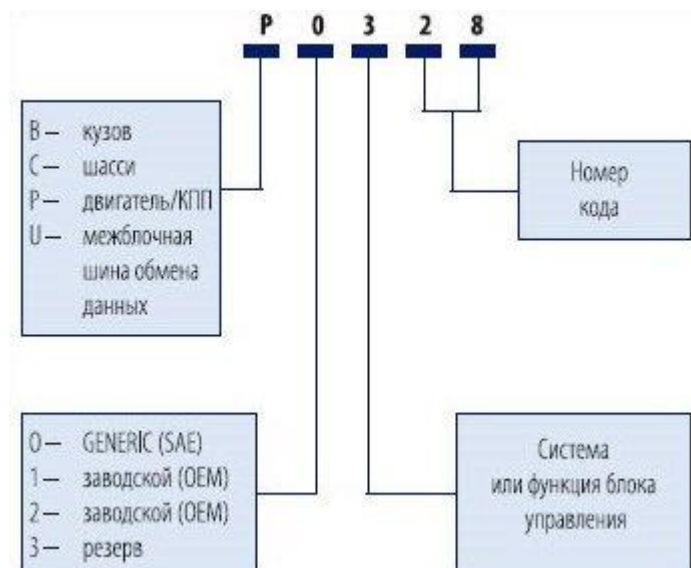 P 0 3 2 8
B — кузов
C — шасси
P — двигатель/КПП
U — межблочная
шина обмена
данных
Номер
кода
0 — GENERIC (SAE)
1 — заводской (OEM)
2 — заводской (OEM)
3 — резерв
Система
или функция блока
управления